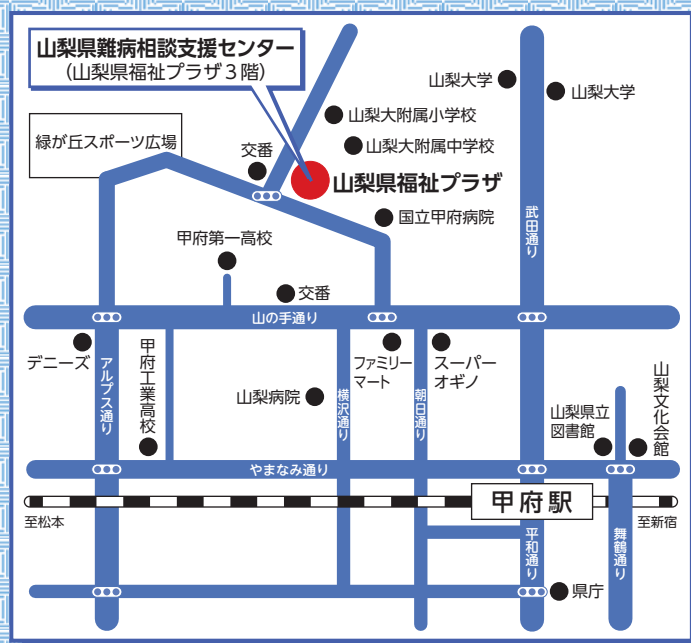 山梨県難病相談支援センター
(山梨県福祉プラザ3階)
山梨大学
山梨大学
山梨大附属小学校
緑が丘スポーツ広場
交番
山梨大附属中学校
山梨県福祉プラザ
国立甲府病院
武田通り
甲府第一高校
交番
山の手通り
デニーズ
アルプス通り
甲府工業高校
山梨病院
横沢通り
ファミリー
マート
朝日通り
スーパー
オギノ
山梨県立
図書館
山梨文化会館
やまなみ通り
甲府駅
至松本
至新宿
平和通り
舞鶴通り
県庁